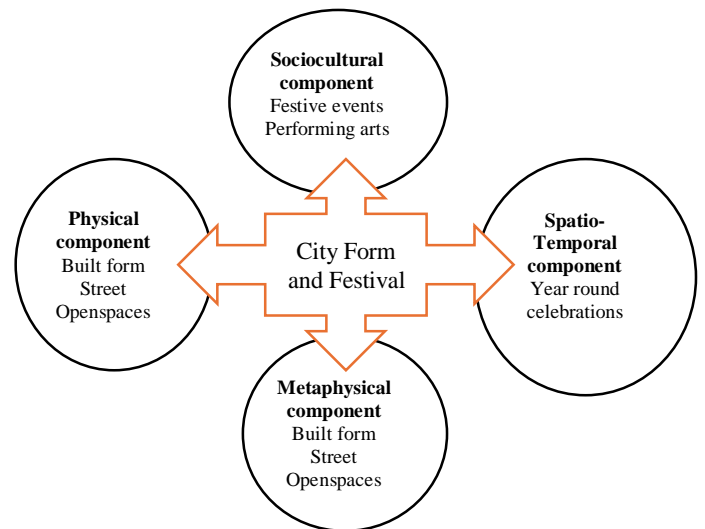 Sociocultural
component
Festive events
Performing arts
Physical
component
Built form
Street
Openspaces
City Form
and Festival
Spatio-
Temporal
component
Year round
celebrations
Metaphysical
component
Built form
Street
Openspaces